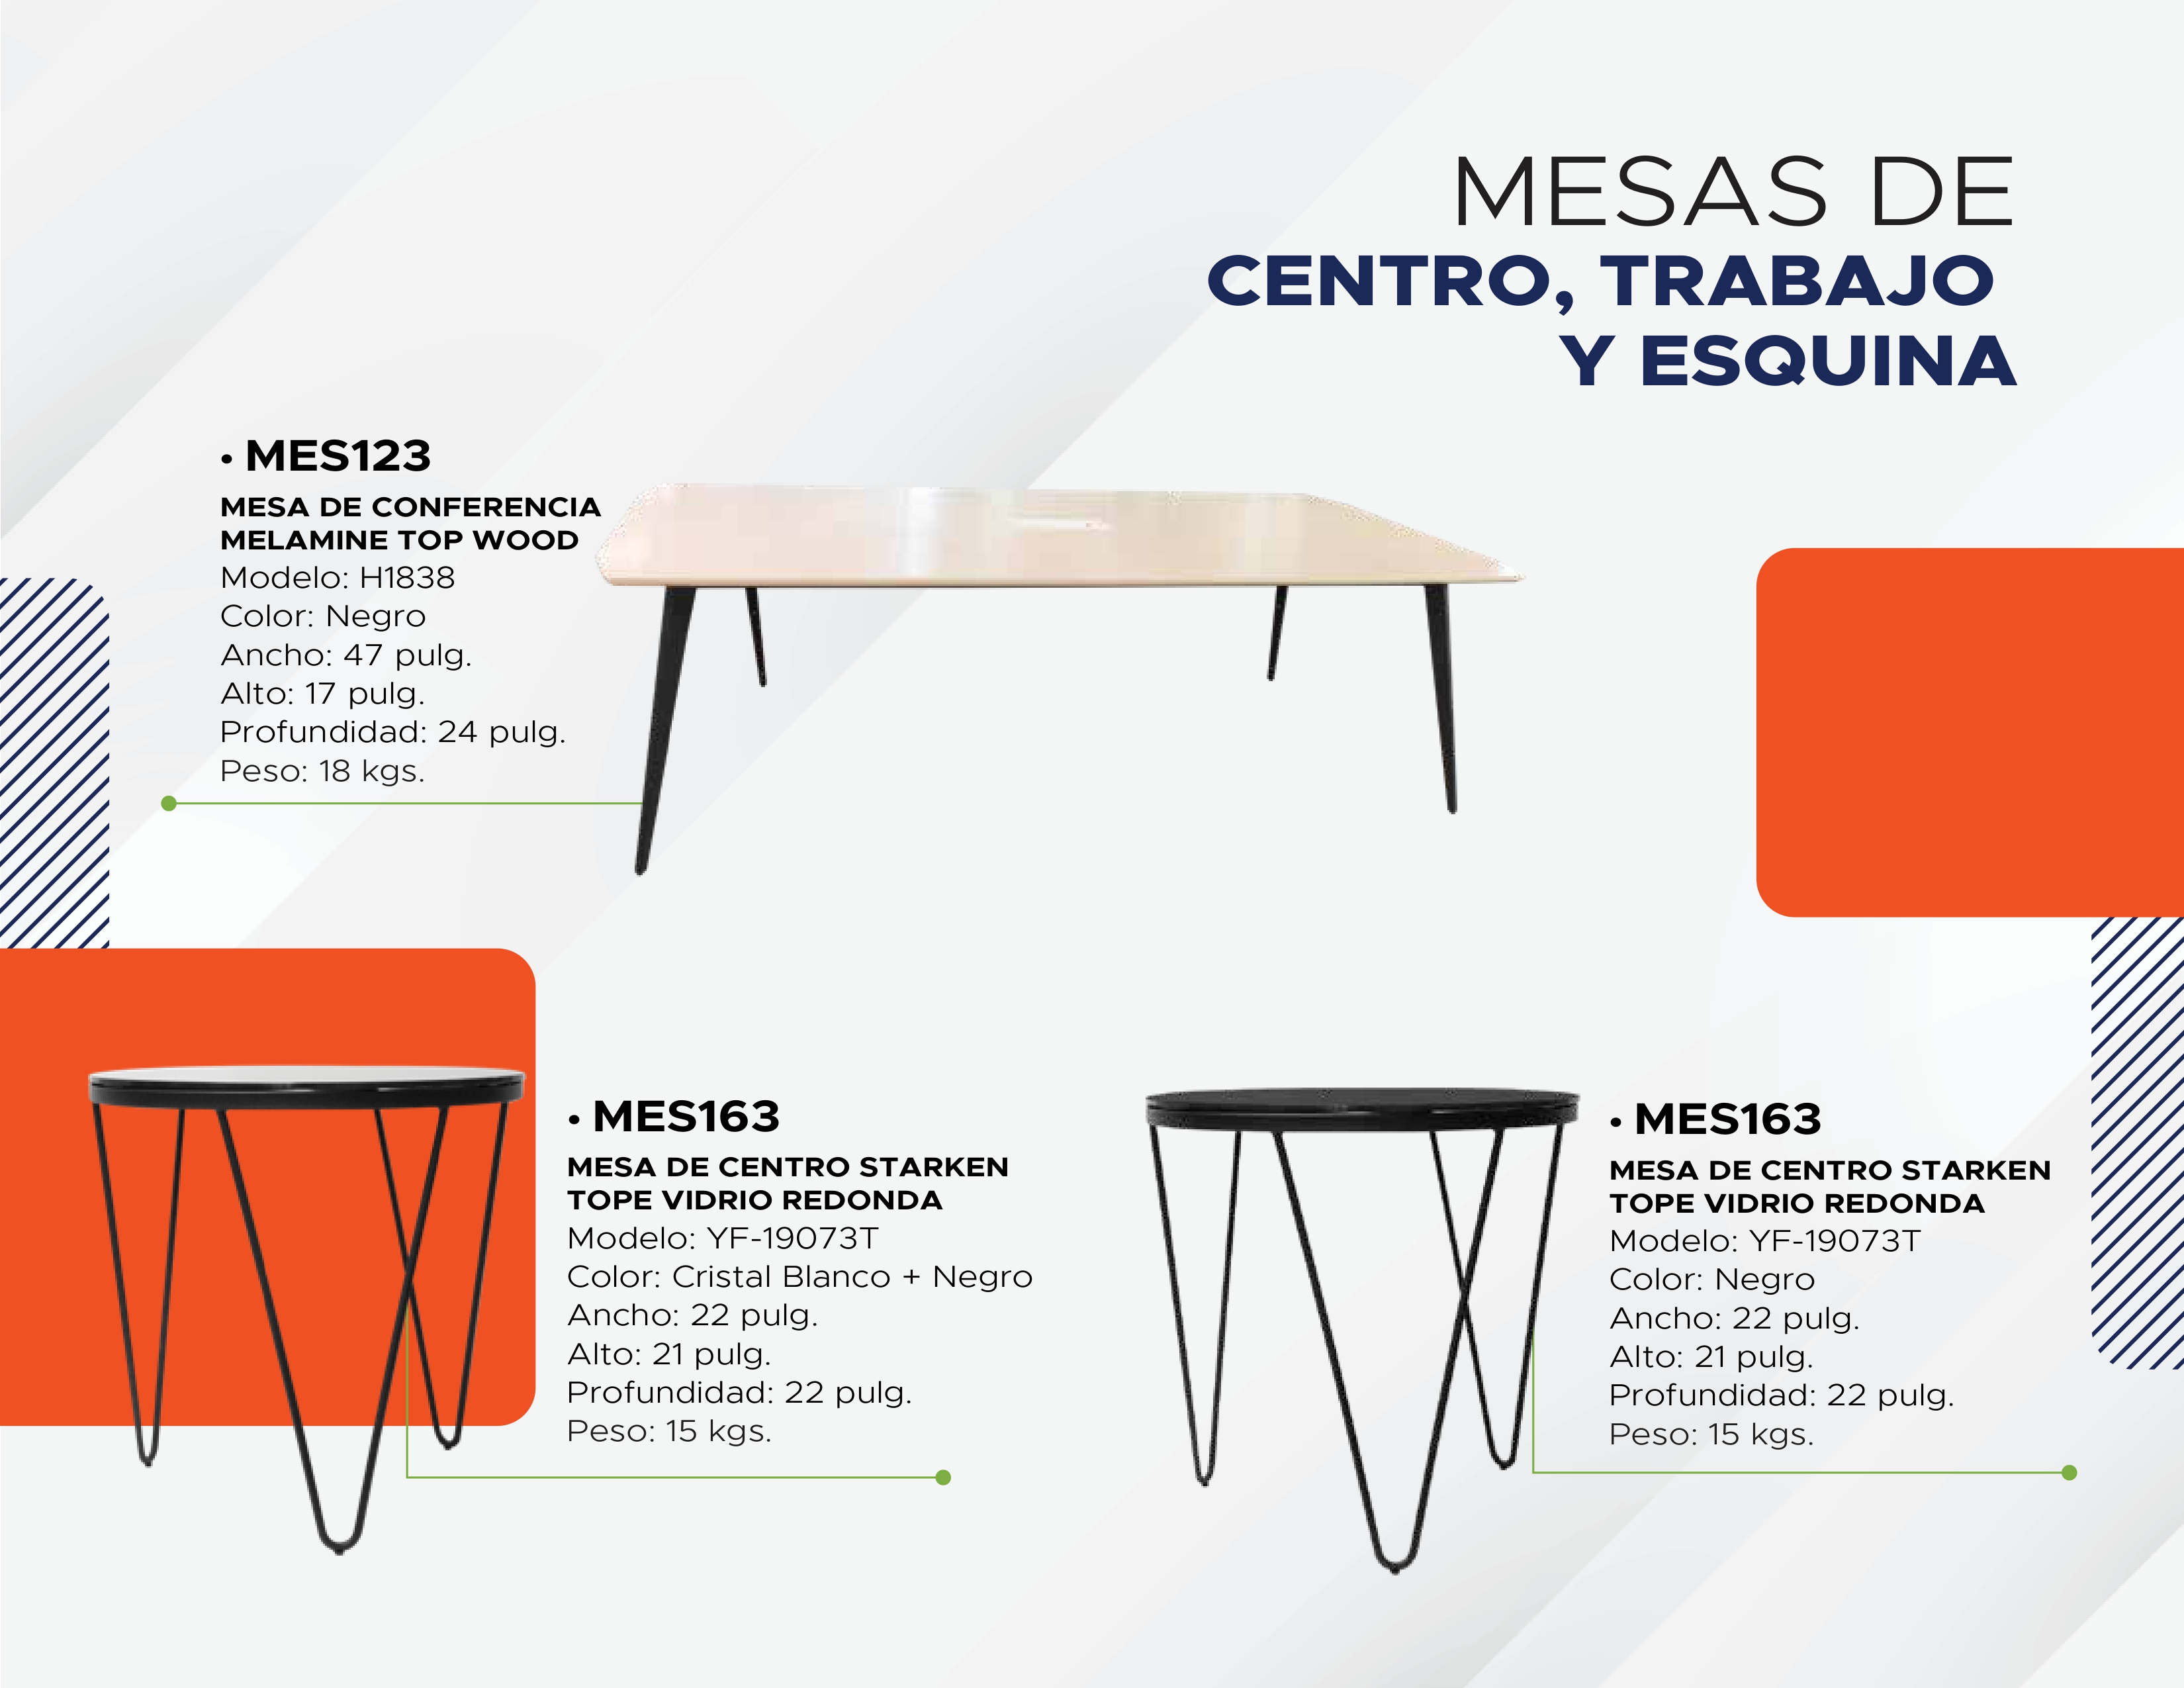 MESAS DE
CENTRO, TRABAJO
Y ESQUINA
• MES123
MESA DE CONFERENCIA
MELAMINE TOP WOOD
Modelo: H1838
Color: Negro
Ancho: 47 pulg.
Alto: 17 pulg.
Profundidad: 24 pulg.
Peso: 18 kgs.
• MES163
MESA DE CENTRO STARKEN
TOPE VIDRIO REDONDA
Modelo: YF-19073T
Color: Cristal Blanco + Negro
Ancho: 22 pulg.
Alto: 21 pulg.
Profundidad: 22 pulg.
Peso: 15 kgs.
• MES163
MESA DE CENTRO STARKEN
TOPE VIDRIO REDONDA
Modelo: YF-19073T
Color: Negro
Ancho: 22 pulg.
Alto: 21 pulg.
Profundidad: 22 pulg.
Peso: 15 kgs.